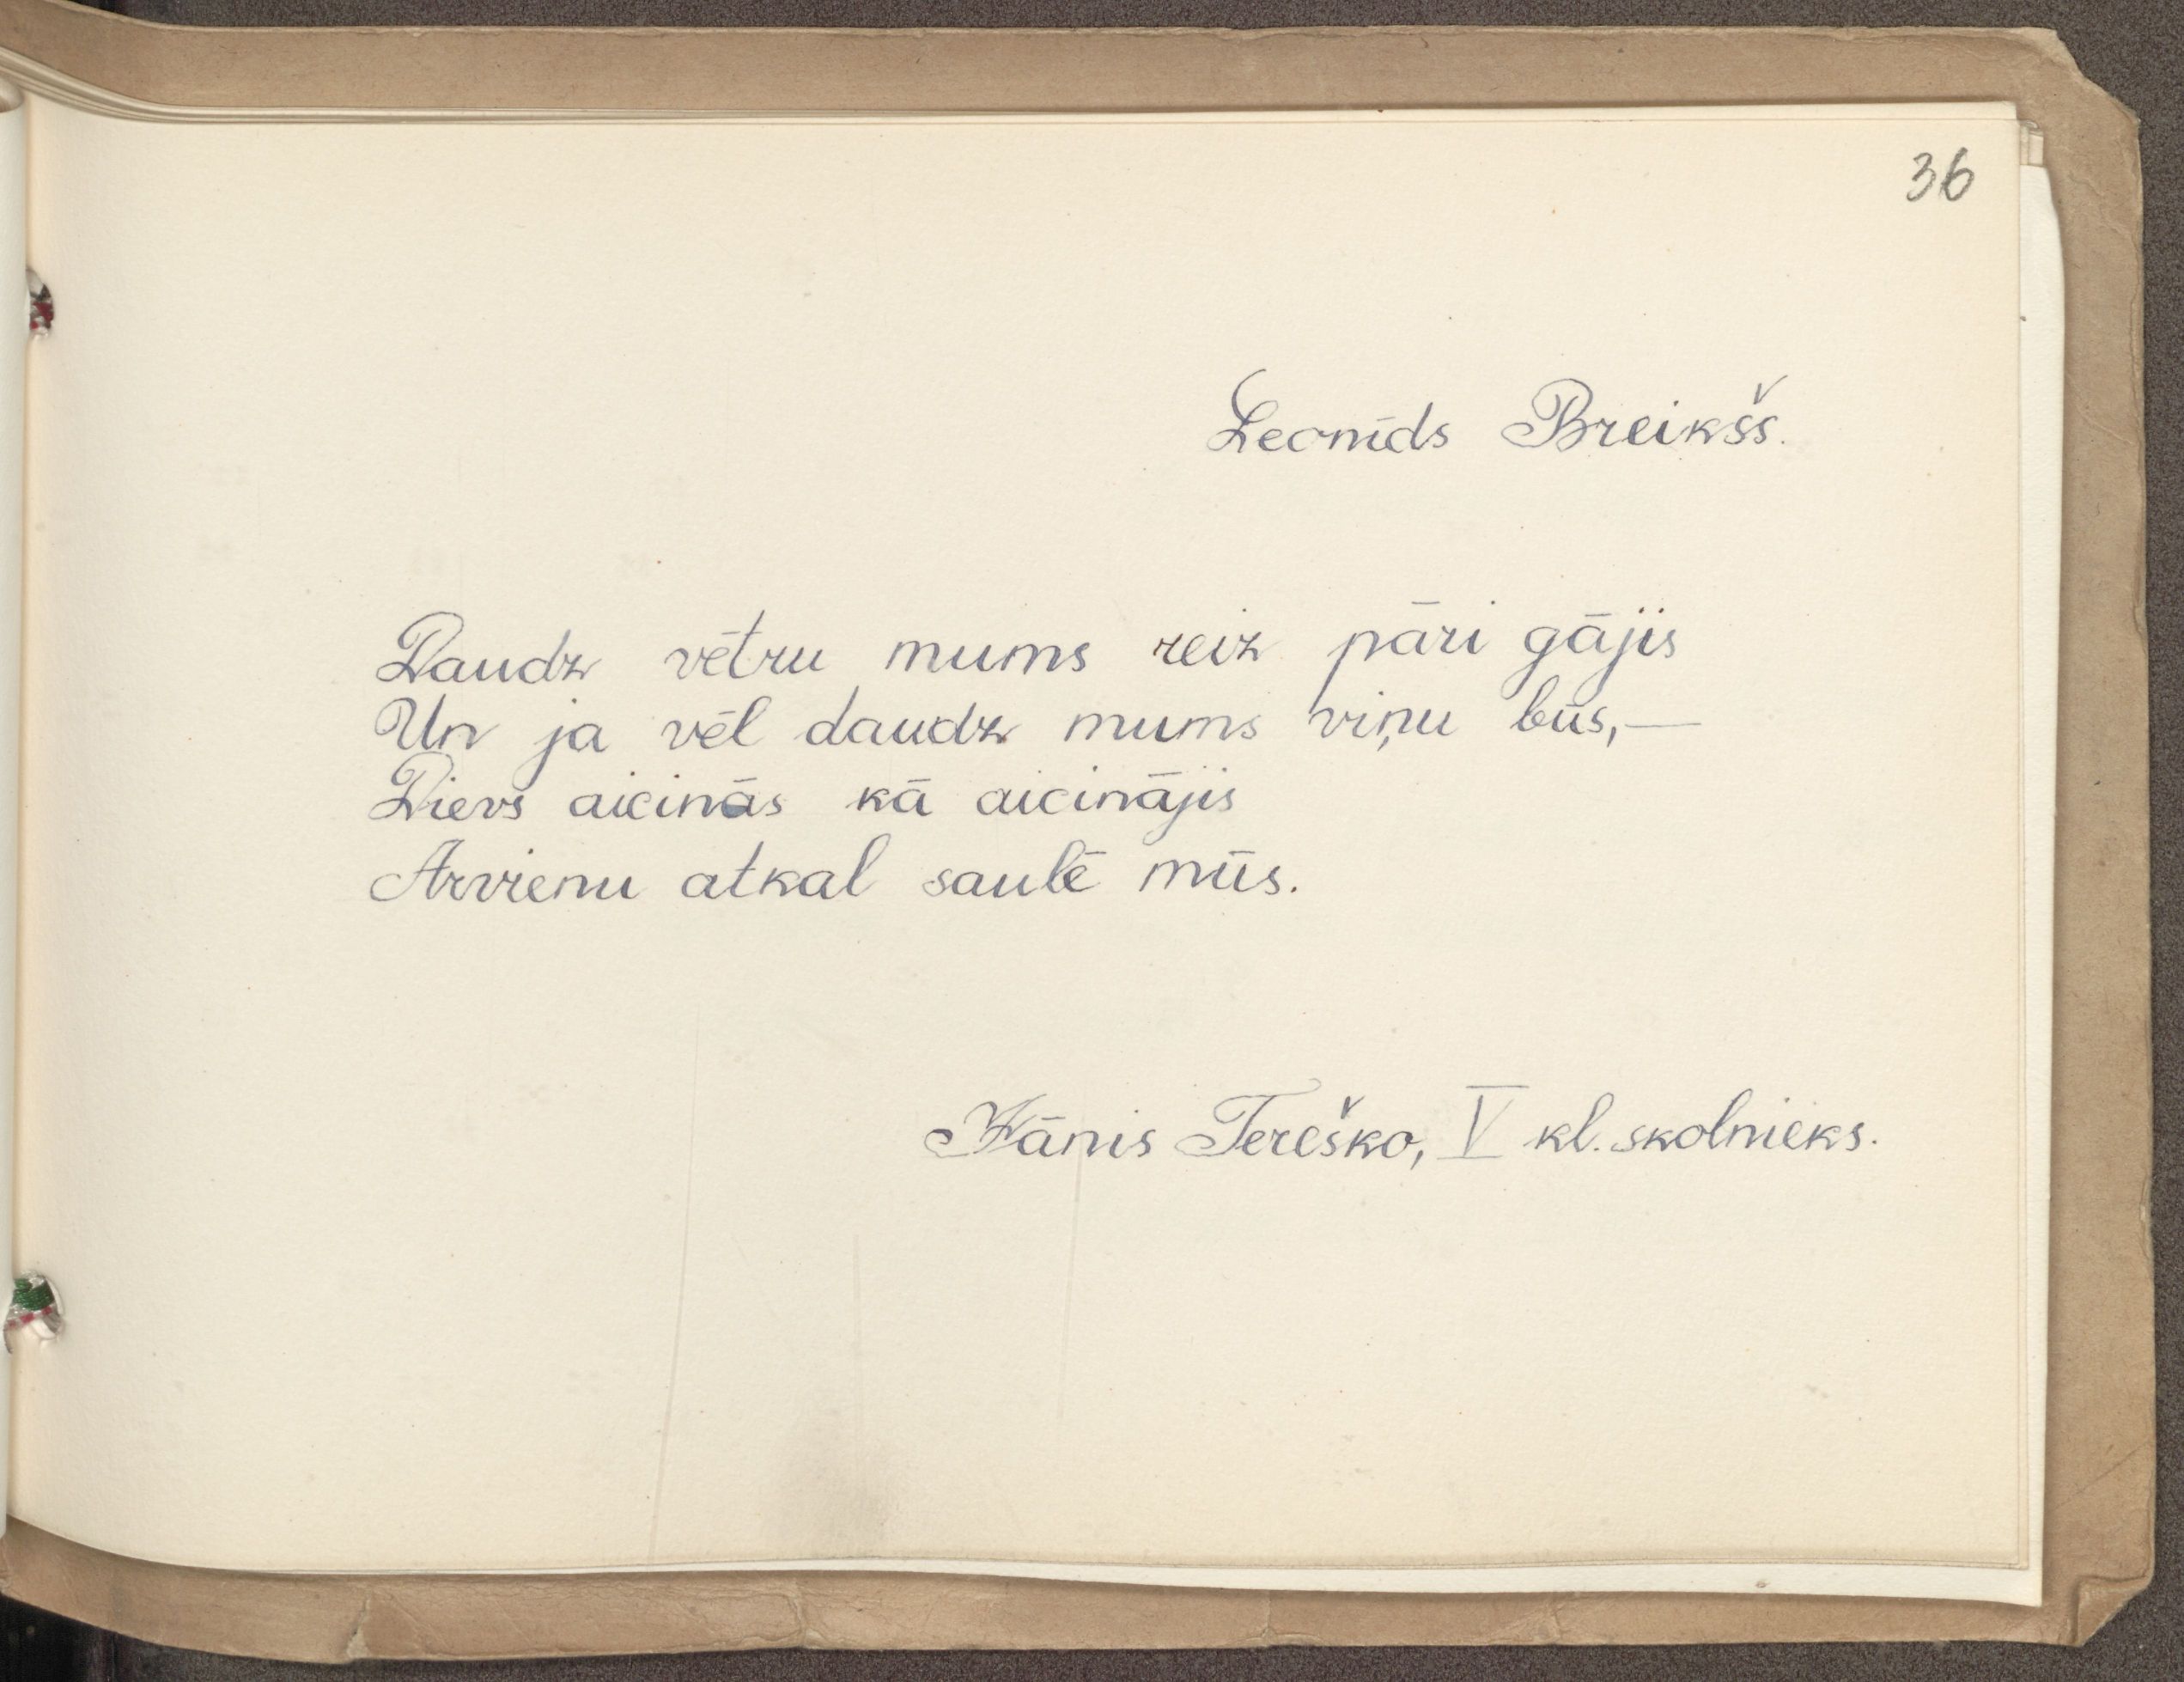 36
Leonīds Breikšs.
Daudz vētru mums reiz pāri gājis
Un ja vēl daudz mums viņu būs,—
Dievs aicinās kā aicinājis
Arvienu atkal saulē mūs.
Jānis Tereško, V kl. skolnieks.